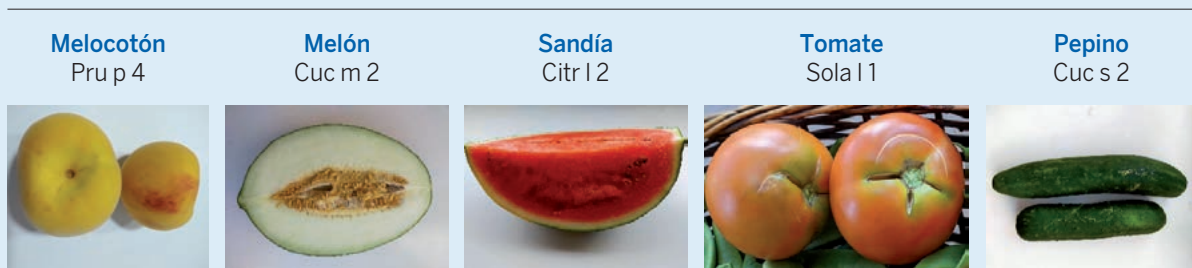 Melocotón
Pru p 4
Melón
Cuc m 2
Sandía
Citr l 2
Tomate
Sola l 1
Pepino
Cuc s 2